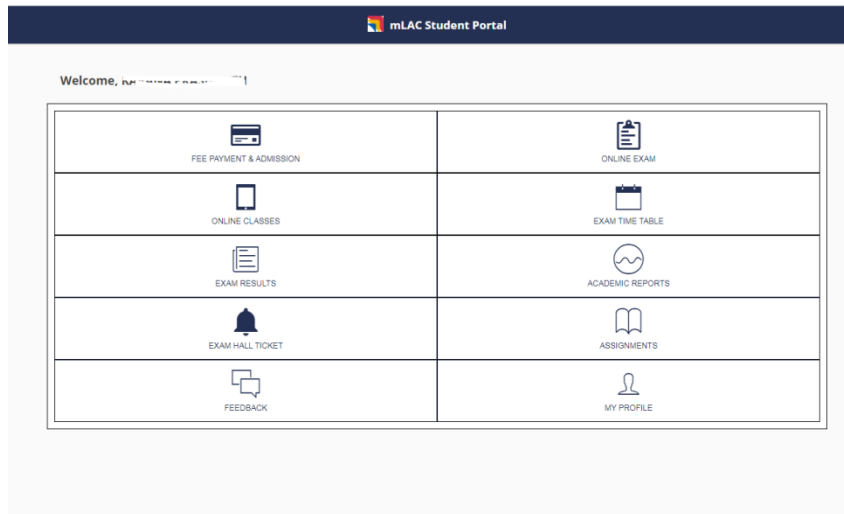 mLAC Student Portal
Welcome,
FEE PAYMENT & ADMISSION
ONLINE EXAM
ONLINE CLASSES
EXAM TIME TABLE
EXAM RESULTS
ACADEMIC REPORTS
EXAM HALL TICKET
ASSIGNMENTS
FEEDBACK
MY PROFILE